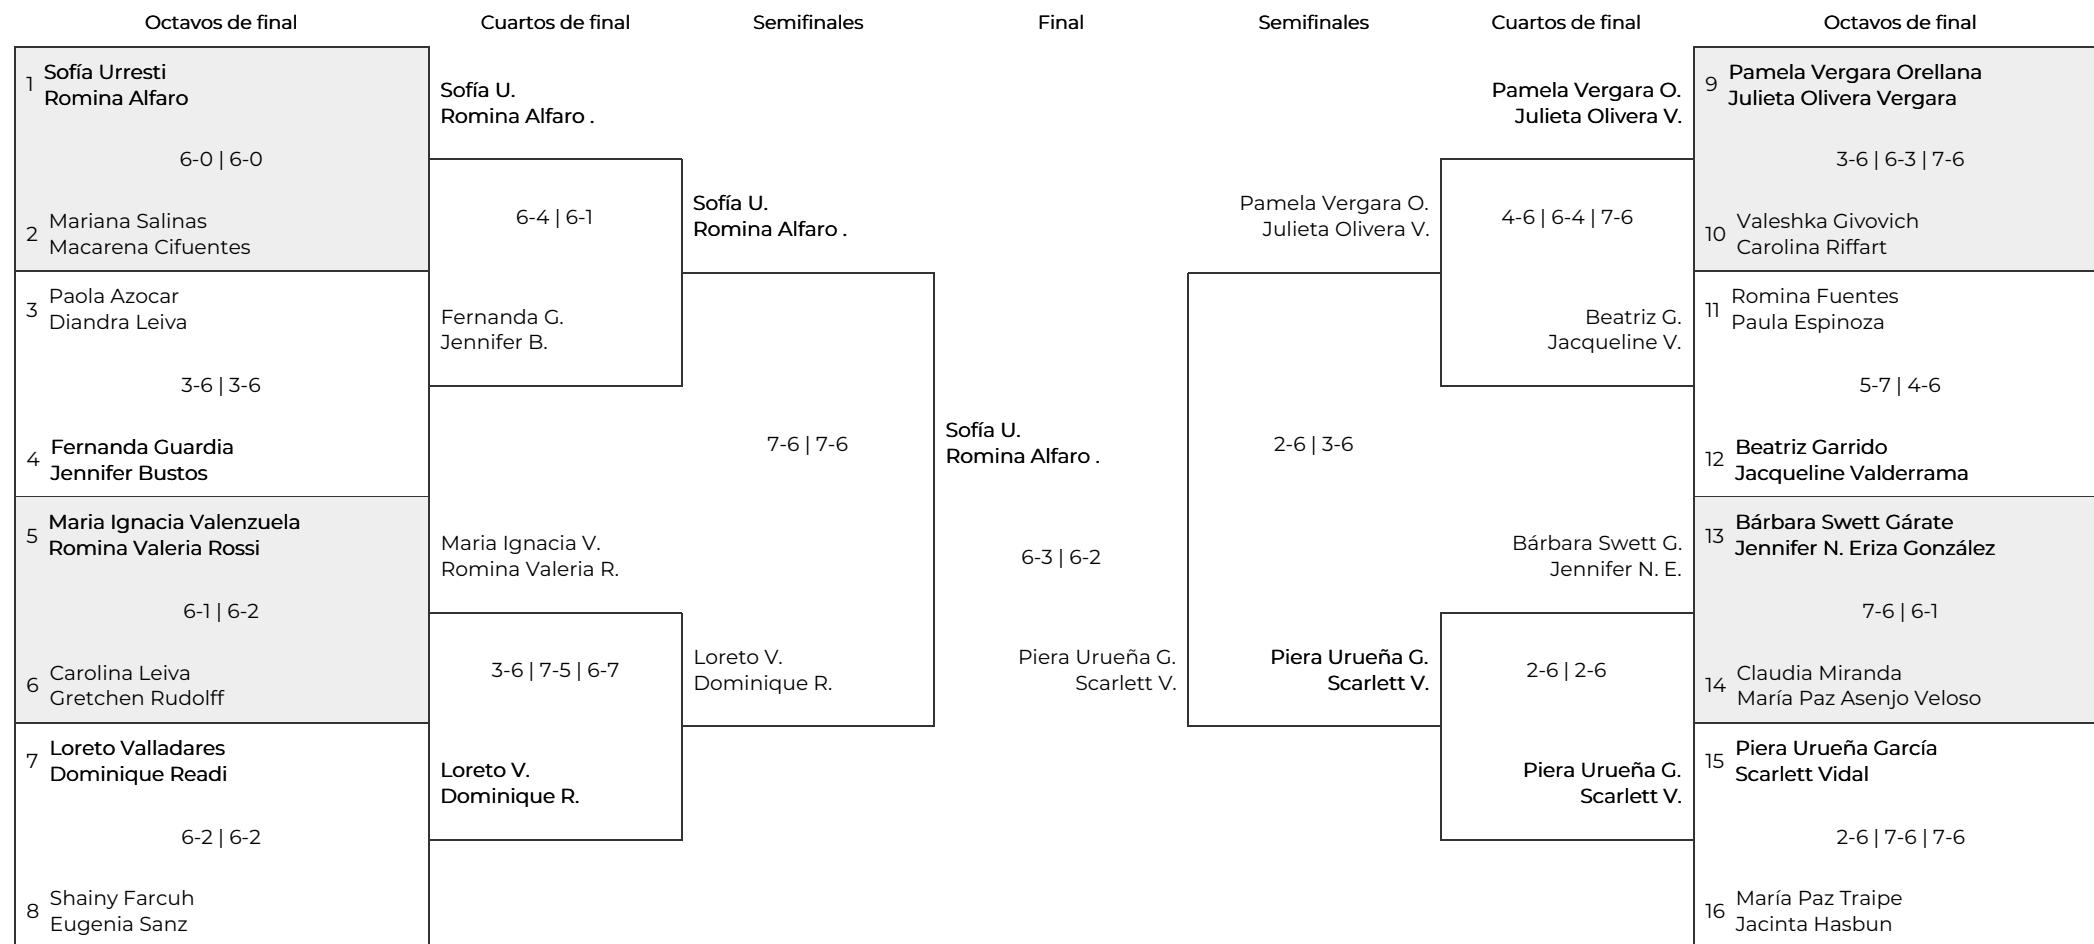 Octavos de final
Cuartos de final
Semifinales
Final
Semifinales
Cuartos de final
Octavos de final
1
Sofía Urresti
Romina Alfaro
6-0 | 6-0
2
Mariana Salinas
Macarena Cifuentes
3
Paola Azocar
Diandra Leiva
3-6 | 3-6
4
Fernanda Guardia
Jennifer Bustos
5
Maria Ignacia Valenzuela
Romina Valeria Rossi
6-1 | 6-2
6
Carolina Leiva
Gretchen Rudolff
7
Loreto Valladares
Dominique Readi
6-2 | 6-2
8
Shainy Farcuh
Eugenia Sanz
Sofía U.
Romina Alfaro .
6-4 | 6-1
Fernanda G.
Jennifer B.
Maria Ignacia V.
Romina Valeria R.
3-6 | 7-5 | 6-7
Loreto V.
Dominique R.
Sofía U.
Romina Alfaro .
7-6 | 7-6
Loreto V.
Dominique R.
Sofía U.
Romina Alfaro .
6-3 | 6-2
Piera Urueña G.
Scarlett V.
Pamela Vergara O.
Julieta Olivera V.
2-6 | 3-6
Piera Urueña G.
Scarlett V.
Pamela Vergara O.
Julieta Olivera V.
4-6 | 6-4 | 7-6
Beatriz G.
Jacqueline V.
Bárbara Swett G.
Jennifer N. E.
2-6 | 2-6
Piera Urueña G.
Scarlett V.
9
Pamela Vergara Orellana
Julieta Olivera Vergara
3-6 | 6-3 | 7-6
10
Valeshka Givovich
Carolina Riffart
11
Romina Fuentes
Paula Espinoza
5-7 | 4-6
12
Beatriz Garrido
Jacqueline Valderrama
13
Bárbara Swett Gárate
Jennifer N. Eriza González
7-6 | 6-1
14
Claudia Miranda
María Paz Asenjo Veloso
15
Piera Urueña García
Scarlett Vidal
2-6 | 7-6 | 7-6
16
María Paz Traipe
Jacinta Hasbun